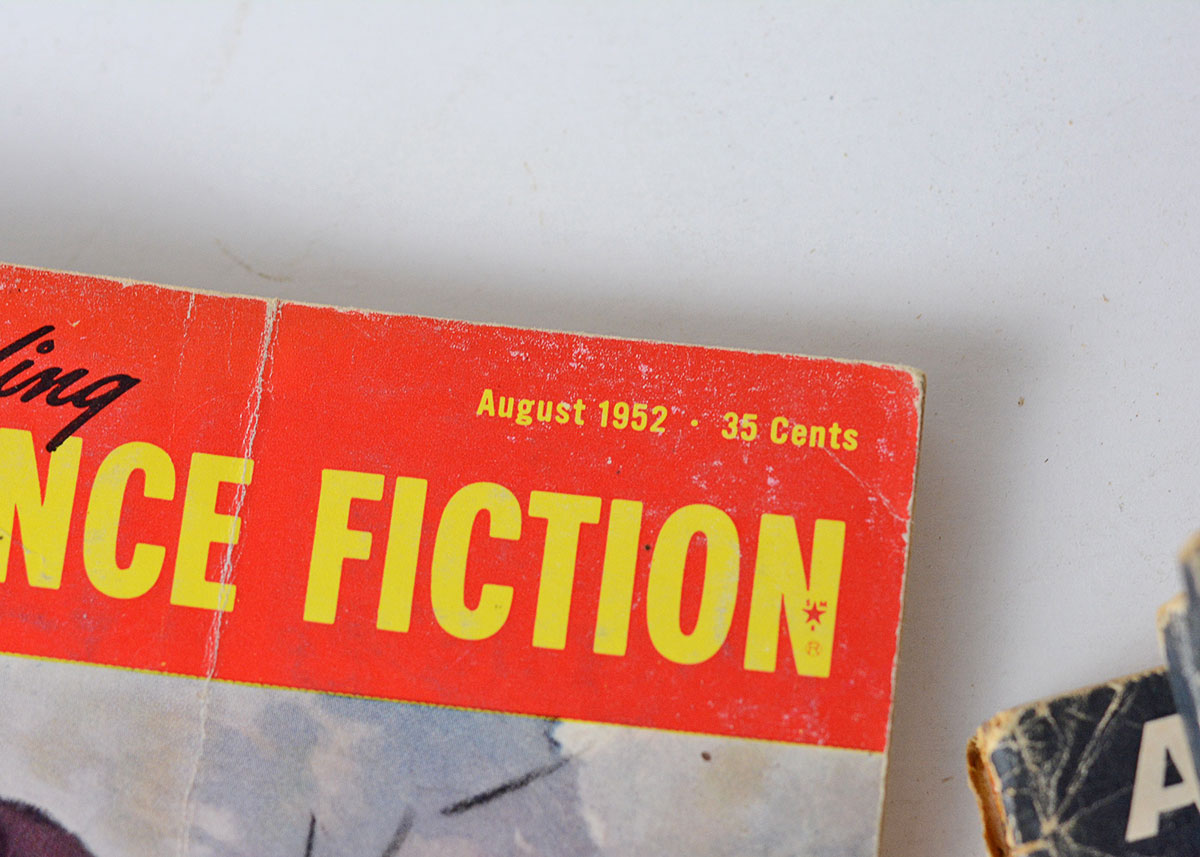 ling
August 1952 · 35 Cents
NCE FICTION
®
A